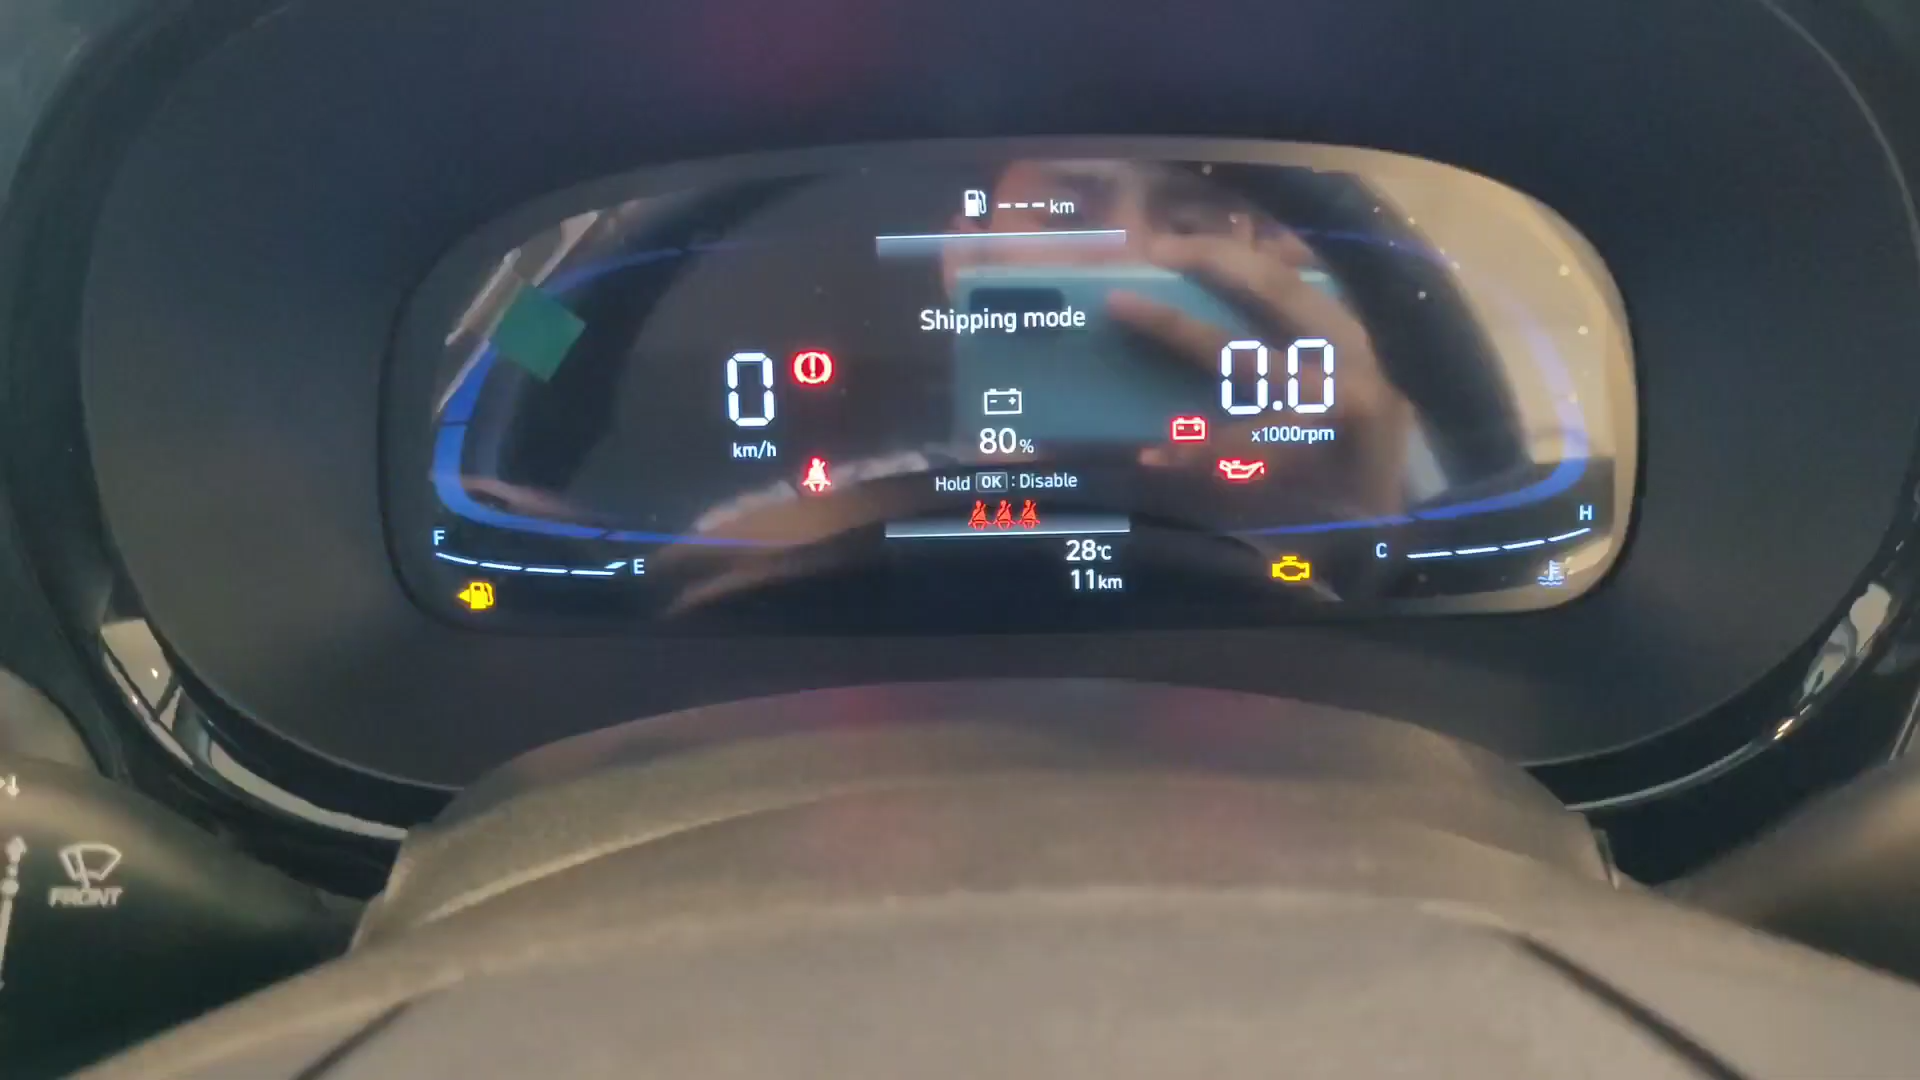 --- km
Shipping mode
0
km/h
0.0
x1000rpm
80%
Hold OK : Disable
F
E
28℃
11km
C
H
FRONT